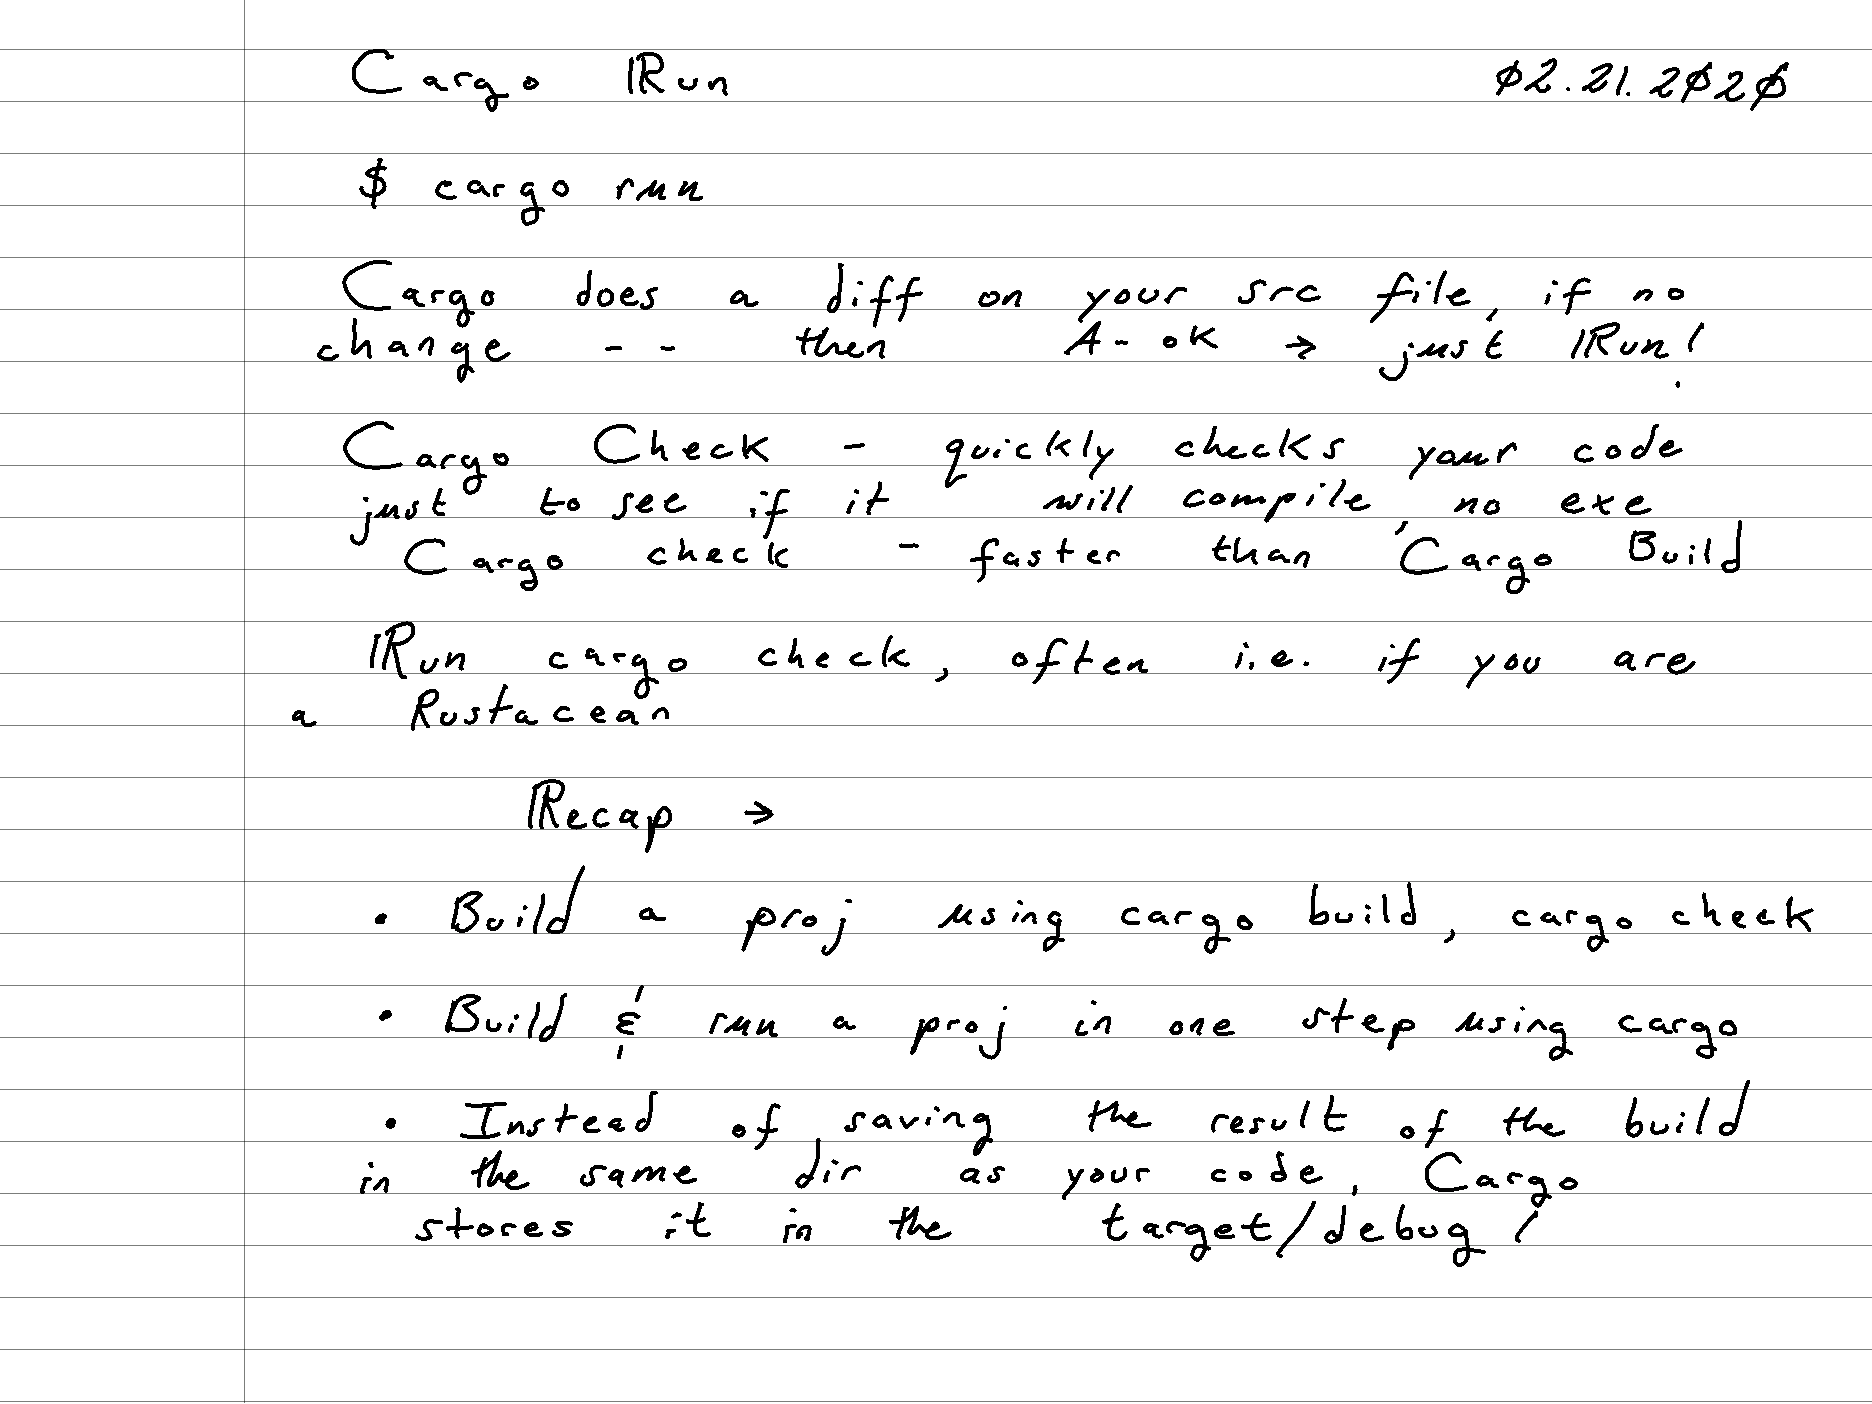 Cargo Run 02.21.2020
$ cargo run
Cargo does a diff on your src file, if no
change -- then A-ok → just Run!
Cargo Check - quickly checks your code
just to see if it will compile, no exe
Cargo check - faster than Cargo Build
Run cargo check, often i.e. if you are
a Rustacean
Recap →
• Build a proj using cargo build, cargo check
• Build & run a proj in one step using cargo
• Instead of saving the result of the build
in the same dir as your code, Cargo
stores it in the target/debug/